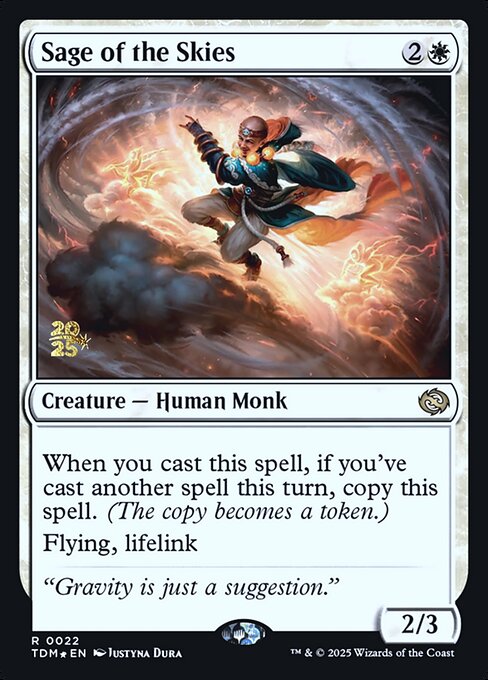 Sage of the Skies 2
20
25
Creature — Human Monk
When you cast this spell, if you’ve
cast another spell this turn, copy this
spell. (The copy becomes a token.)
Flying, lifelink
“Gravity is just a suggestion.”
2/3
R 0022
TDM★EN Justyna Dura
™ & © 2025 Wizards of the Coast